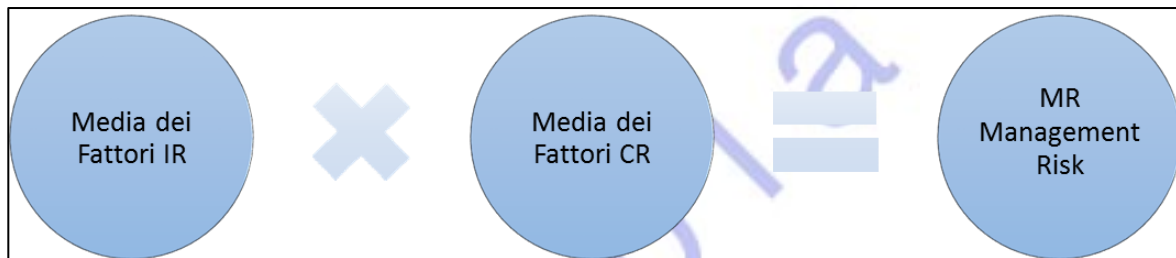 Media dei
Fattori IR
Media dei
Fattori CR
MR
Management
Risk